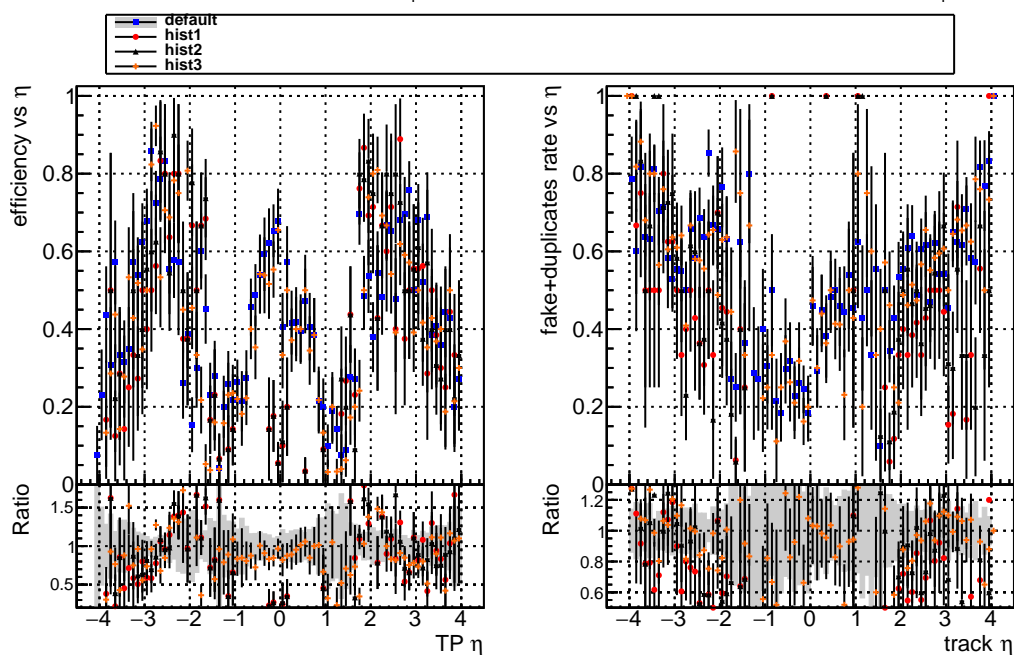 default
hist1
hist2
hist3
efficiency vs η
1
0.8
0.6
0.4
0.2
0
Ratio
1.5
1
0.5
−4 −3 −2 −1 0 1 2 3 4
TP η
fake+duplicates rate vs η
1
0.8
0.6
0.4
0.2
0
Ratio
1.2
1
0.8
0.6
−4 −3 −2 −1 0 1 2 3 4
track η